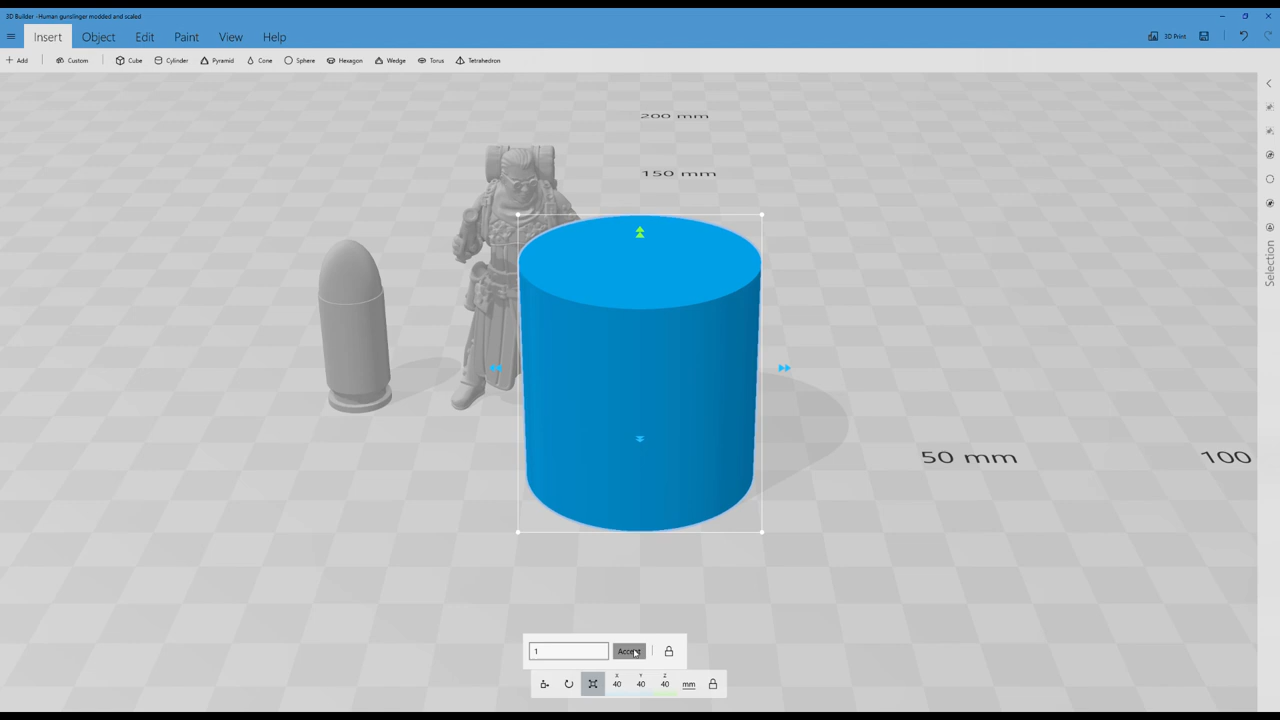 3D Builder -Human gunslinger modded and scaled
Insert Object Edit Paint View Help 3D Print
Add Custom Cube Cylinder Pyramid Cone Sphere Hexagon Wedge Torus Tetrahedron
200 mm
150 mm
Selection
50 mm 100
1 Accept
X Y Z
40 40 40 mm